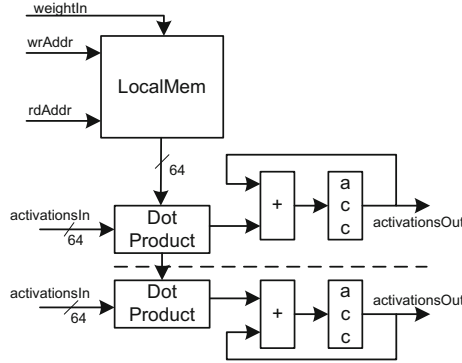 weightIn
wrAddr
LocalMem
rdAddr
64
activationsIn
64
Dot
Product
+
a
c
c
activationsOut
activationsIn
64
Dot
Product
+
a
c
c
activationsOut